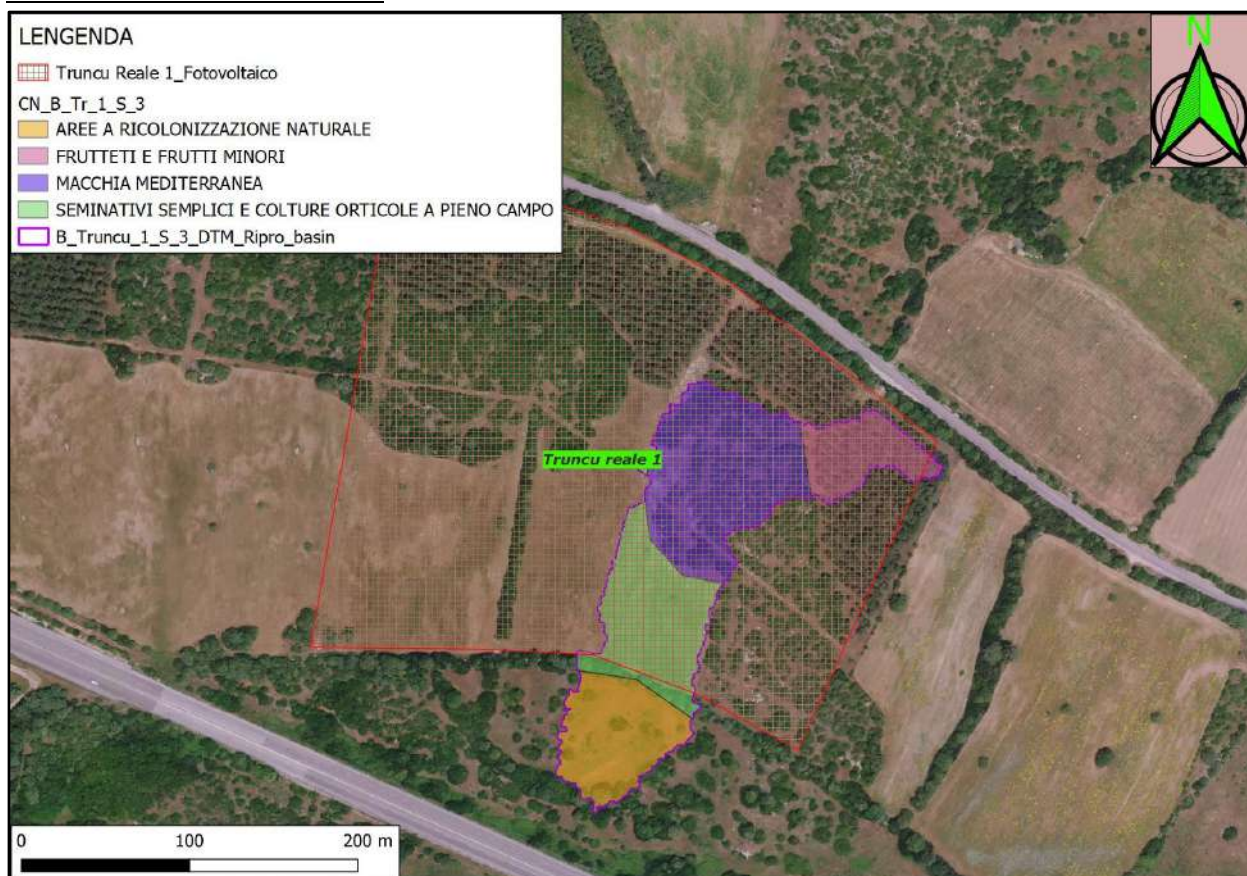 LENGENDA
Truncu Reale 1_Fotovoltaico
CN_B_Tr_1_S_3
AREE A RICOLONIZZAZIONE NATURALE
FRUTTETI E FRUTTI MINORI
MACCHIA MEDITERRANEA
SEMINATIVI SEMPLICI E COLTURE ORTICOLE A PIENO CAMPO
B_Truncu_1_S_3_DTM_Ripro_basin
N
Truncu reale 1
0 100 200 m